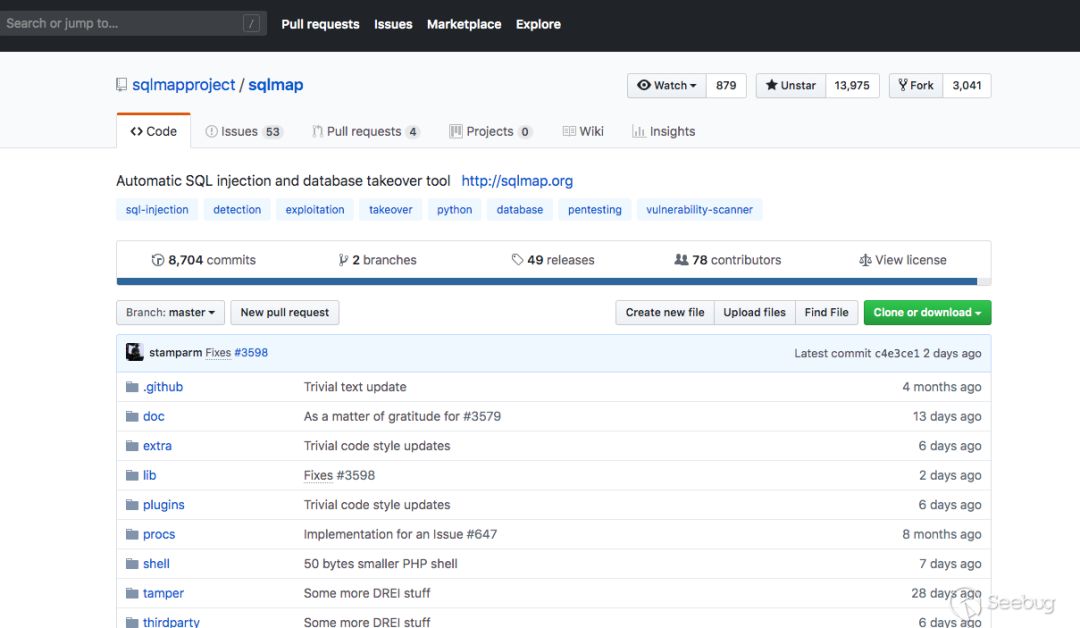 Search or jump to... /
Pull requests Issues Marketplace Explore
sqlmapproject / sqlmap
Watch 879 Unstar 13,975 Fork 3,041
Code Issues 53 Pull requests 4 Projects 0 Wiki Insights
Automatic SQL injection and database takeover tool http://sqlmap.org
sql-injection detection exploitation takeover python database pentesting vulnerability-scanner
8,704 commits 2 branches 49 releases 78 contributors View license
Branch: master New pull request Create new file Upload files Find File Clone or download
stamparm Fixes #3598 Latest commit c4e3ce1 2 days ago
.github Trivial text update 4 months ago
doc As a matter of gratitude for #3579 13 days ago
extra Trivial code style updates 6 days ago
lib Fixes #3598 2 days ago
plugins Trivial code style updates 6 days ago
procs Implementation for an Issue #647 8 months ago
shell 50 bytes smaller PHP shell 7 days ago
tamper Some more DREI stuff 28 days ago
Seebug
thirdparty Some more DREI stuff 6 days ago